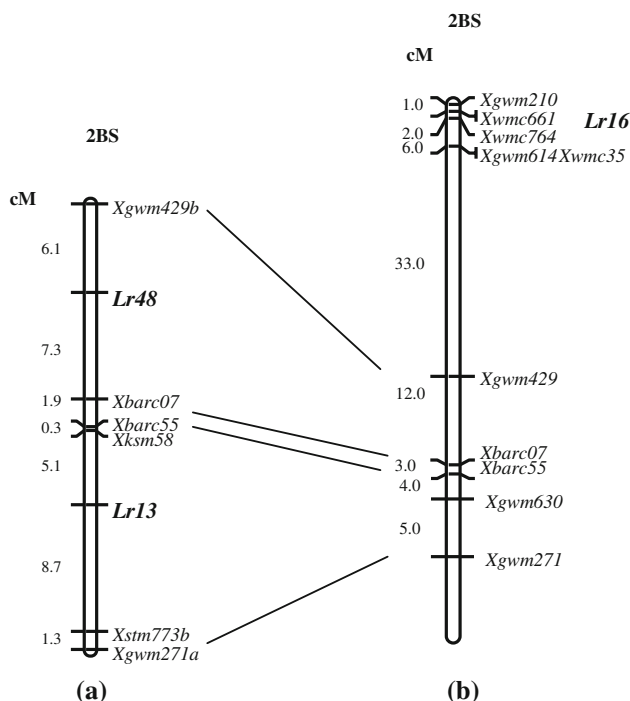 2BS
cM
Xgwm429b
6.1
Lr48
7.3
Xbarc07
1.9
Xbarc55
0.3
Xksm58
5.1
Lr13
8.7
Xstm773b
1.3
Xgwm271a
(a)
2BS
cM
Xgwm210
1.0
Xwmc661
Lr16
2.0
Xwmc764
6.0
Xgwm614 Xwmc35
33.0
Xgwm429
12.0
Xbarc07
3.0
Xbarc55
4.0
Xgwm630
5.0
Xgwm271
(b)